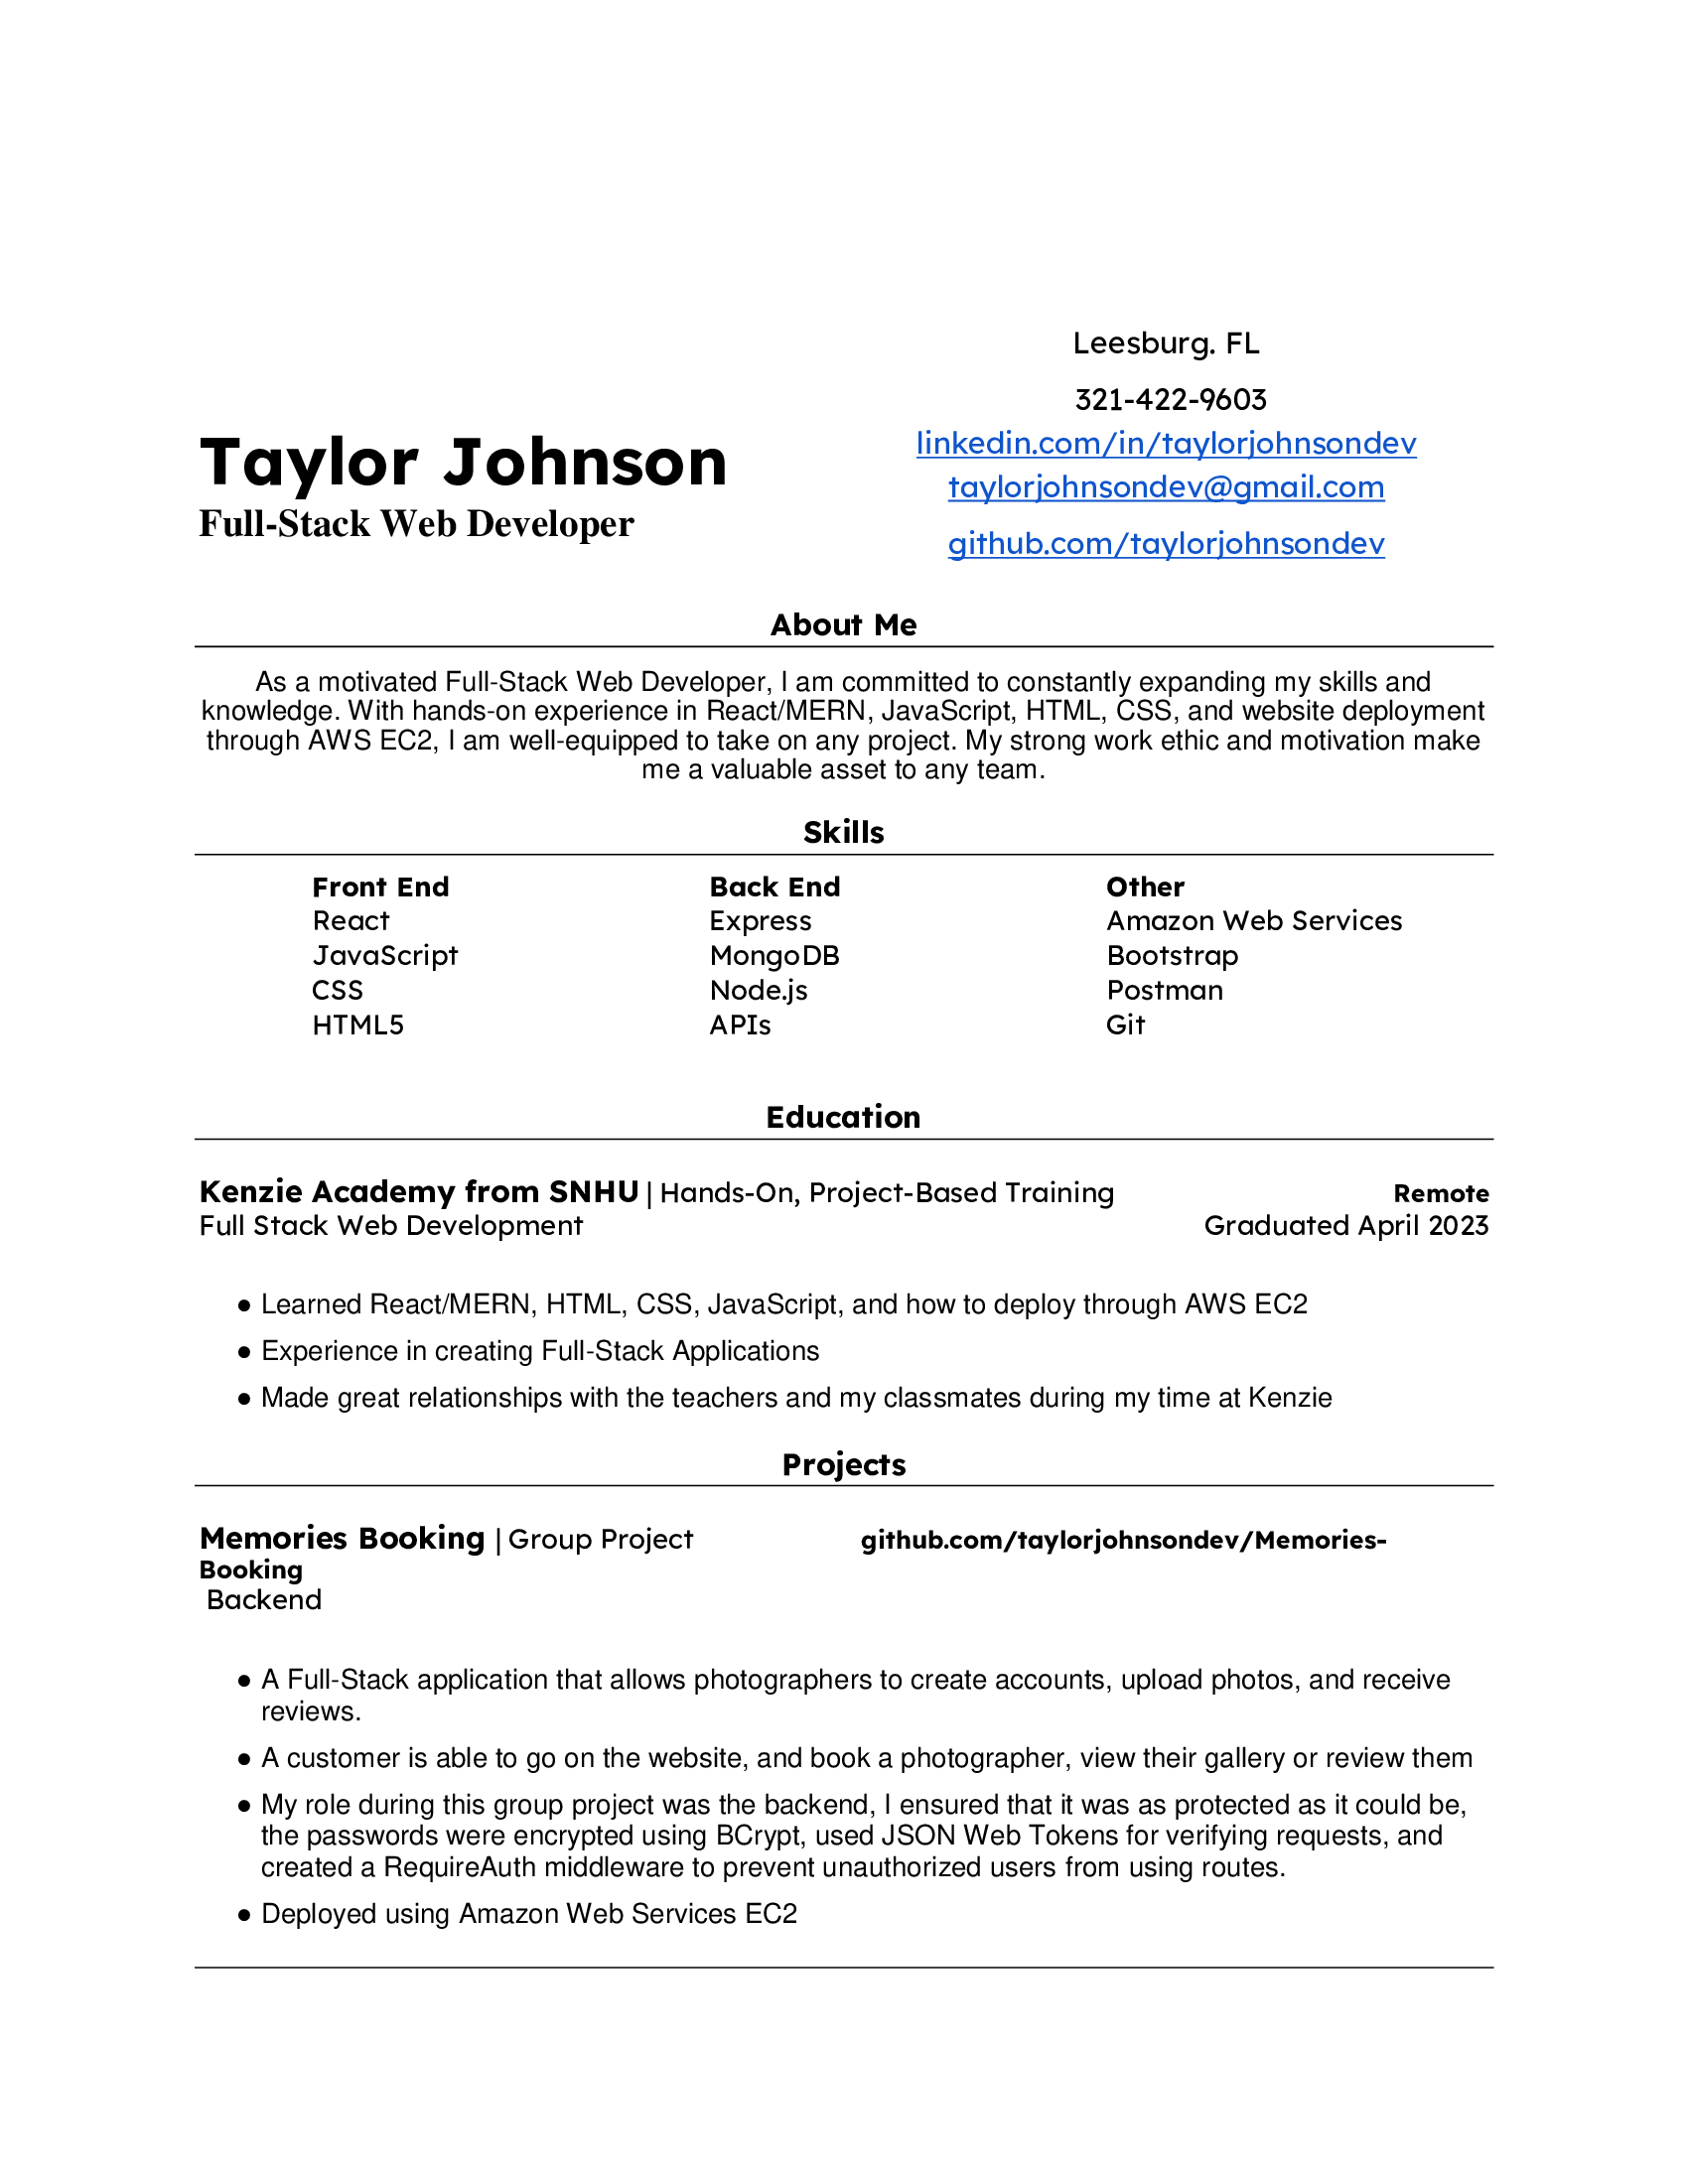 Leesburg. FL
321-422-9603
Taylor Johnson
linkedin.com/in/taylorjohnsondev
taylorjohnsondev@gmail.com
Full-Stack Web Developer
github.com/taylorjohnsondev
About Me
As a motivated Full-Stack Web Developer, I am committed to constantly expanding my skills and
knowledge. With hands-on experience in React/MERN, JavaScript, HTML, CSS, and website deployment
through AWS EC2, I am well-equipped to take on any project. My strong work ethic and motivation make
me a valuable asset to any team.
Skills
Front End Back End Other
React Express Amazon Web Services
JavaScript MongoDB Bootstrap
CSS Node.js Postman
HTML5 APIs Git
Education
Kenzie Academy from SNHU | Hands-On, Project-Based Training Remote
Full Stack Web Development Graduated April 2023
● Learned React/MERN, HTML, CSS, JavaScript, and how to deploy through AWS EC2
● Experience in creating Full-Stack Applications
● Made great relationships with the teachers and my classmates during my time at Kenzie
Projects
Memories Booking | Group Project github.com/taylorjohnsondev/Memories-
Booking
Backend
● A Full-Stack application that allows photographers to create accounts, upload photos, and receive
reviews.
● A customer is able to go on the website, and book a photographer, view their gallery or review them
● My role during this group project was the backend, I ensured that it was as protected as it could be,
the passwords were encrypted using BCrypt, used JSON Web Tokens for verifying requests, and
created a RequireAuth middleware to prevent unauthorized users from using routes.
● Deployed using Amazon Web Services EC2